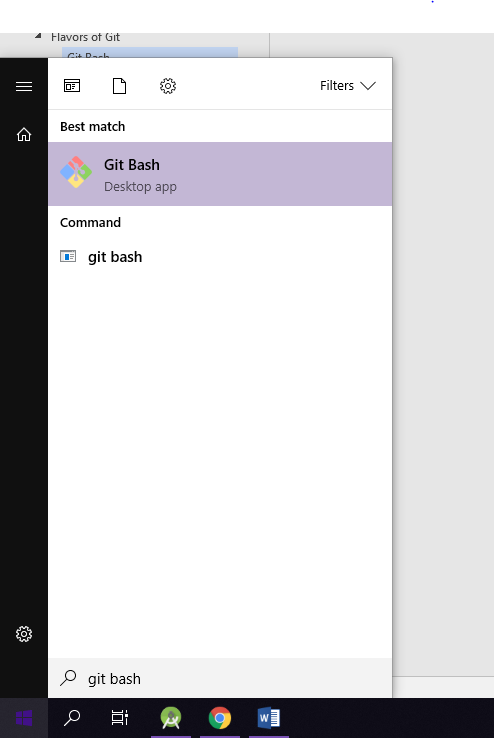 Flavors of Git
Git Bash
Filters
Best match
Git Bash
Desktop app
Command
git bash
git bash